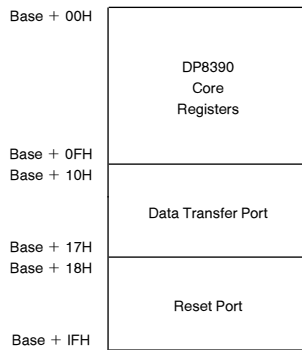 Base + 00H
DP8390
Core
Registers
Base + 0FH
Base + 10H
Data Transfer Port
Base + 17H
Base + 18H
Reset Port
Base + IFH